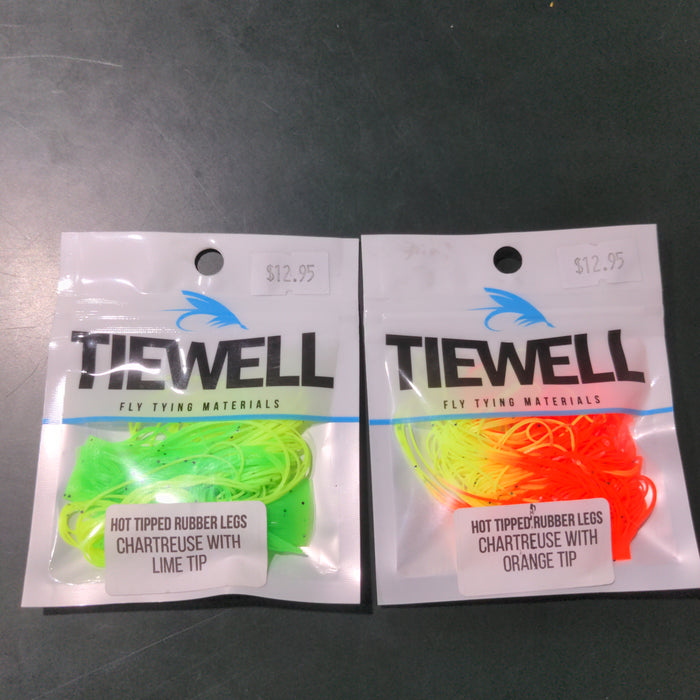 $12.95
TIEWELL
FLY TYING MATERIALS
HOT TIPPED RUBBER LEGS
CHARTREUSE WITH
LIME TIP
$12.95
TIEWELL
FLY TYING MATERIALS
HOT TIPPED RUBBER LEGS
CHARTREUSE WITH
ORANGE TIP